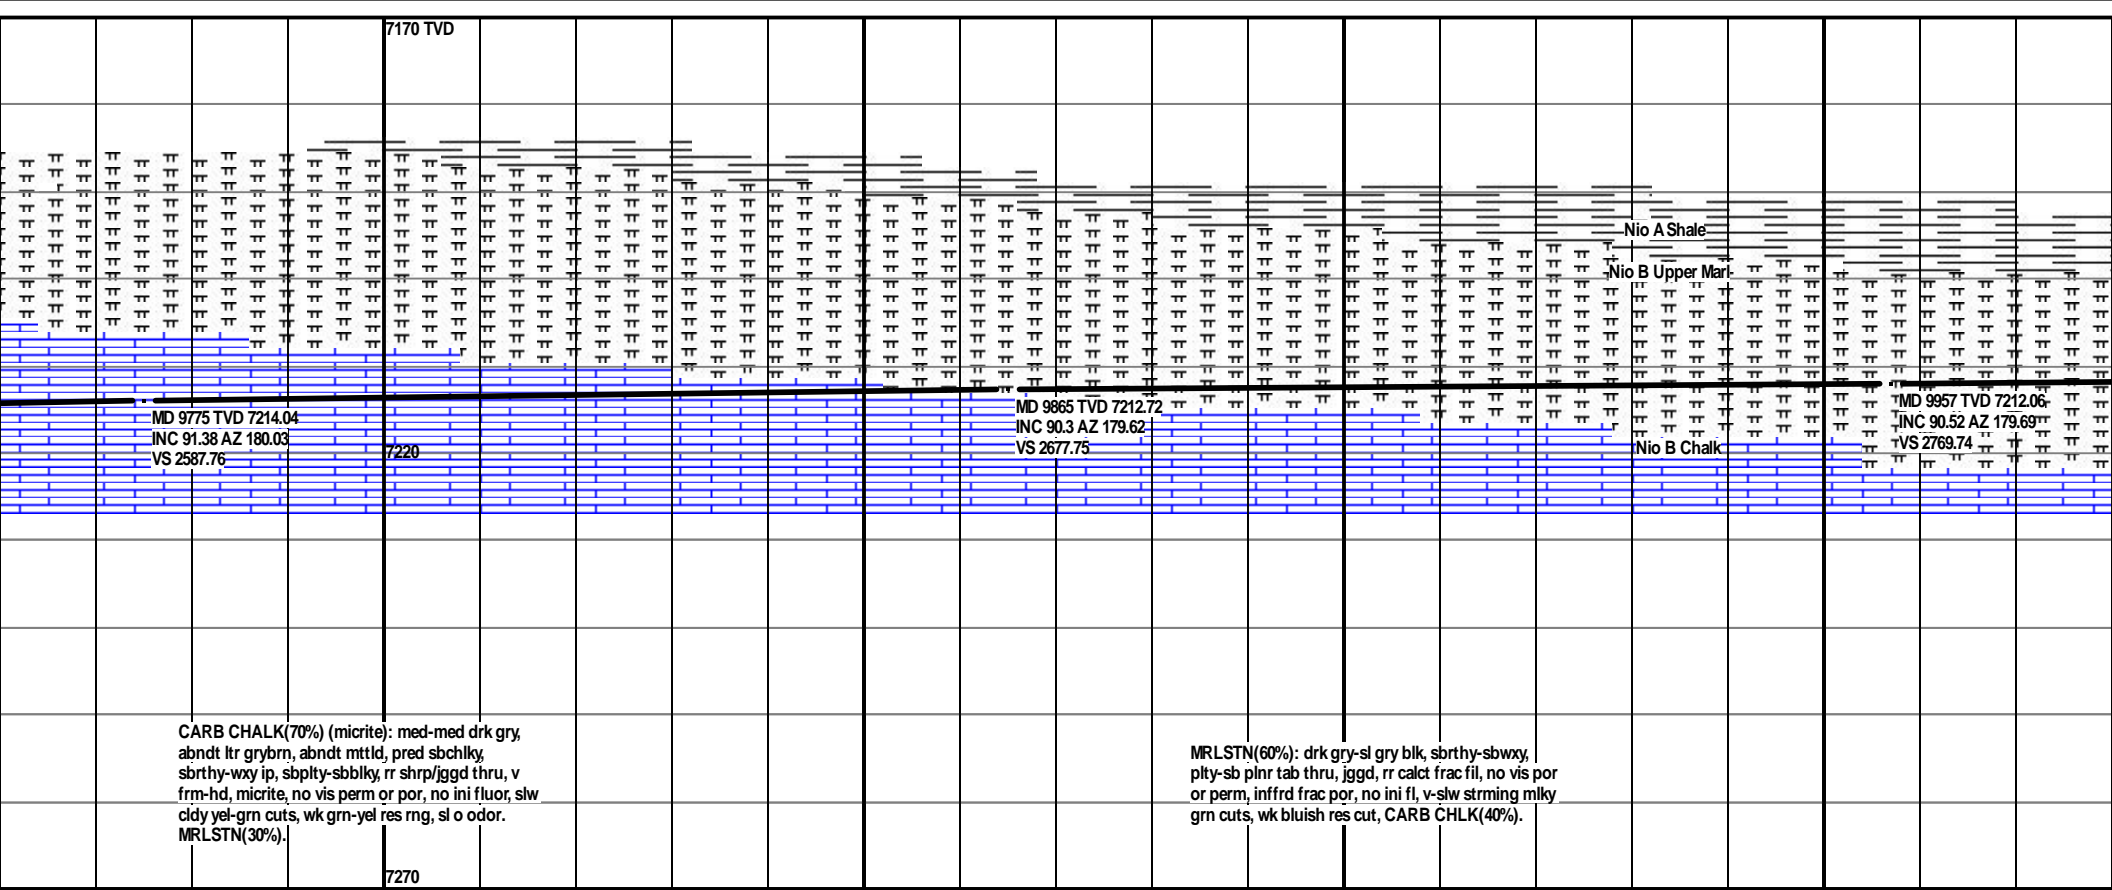 7170 TVD
Nio A Shale
Nio B Upper Marl
MD 9775 TVD 7214.04
INC 91.38 AZ 180.03
VS 2587.76
7220
MD 9865 TVD 7212.72
INC 90.3 AZ 179.62
VS 2677.75
Nio B Chalk
MD 9957 TVD 7212.06
INC 90.52 AZ 179.69
VS 2769.74
CARB CHALK(70%) (micrite): med-med drk gry,
abndt ltr grybrn, abndt mttld, pred sbchlky,
sbrthy-wxy ip, sbplty-sbblky, rr shrp/jggd thru, v
frm-hd, micrite, no vis perm or por, no ini fluor, slw
cldy yel-grn cuts, wk grn-yel res rng, sl o odor.
MRLSTN(30%).
MRLSTN(60%): drk gry-sl gry blk, sbrthy-sbwxy,
plty-sb plnr tab thru, jggd, rr calct frac fil, no vis por
or perm, inffrd frac por, no ini fl, v-slw strming mlky
grn cuts, wk bluish res cut, CARB CHLK(40%).
7270